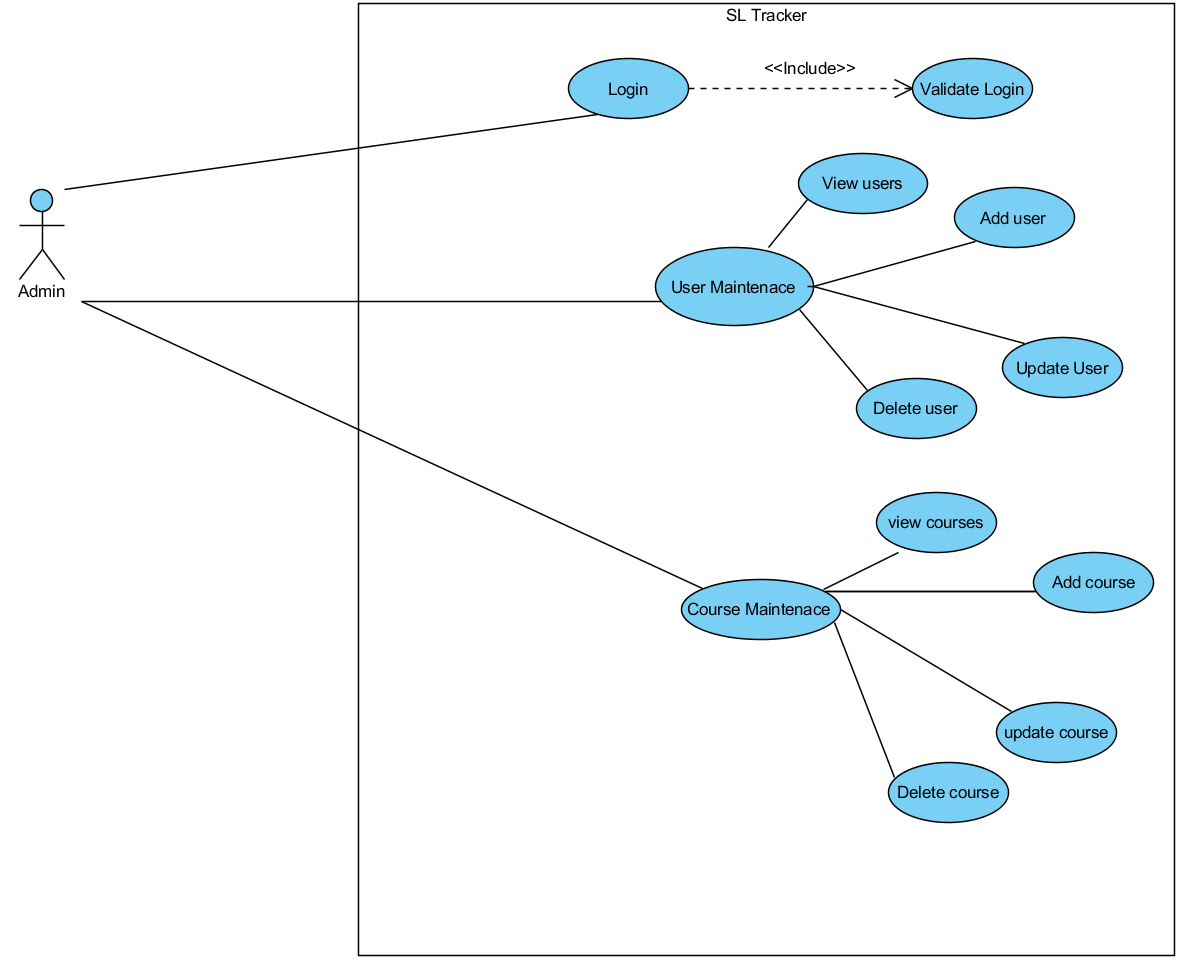 SL Tracker
<<Include>>
Login
Validate Login
View users
Add user
Admin
User Maintenace
Update User
Delete user
view courses
Add course
Course Maintenace
update course
Delete course